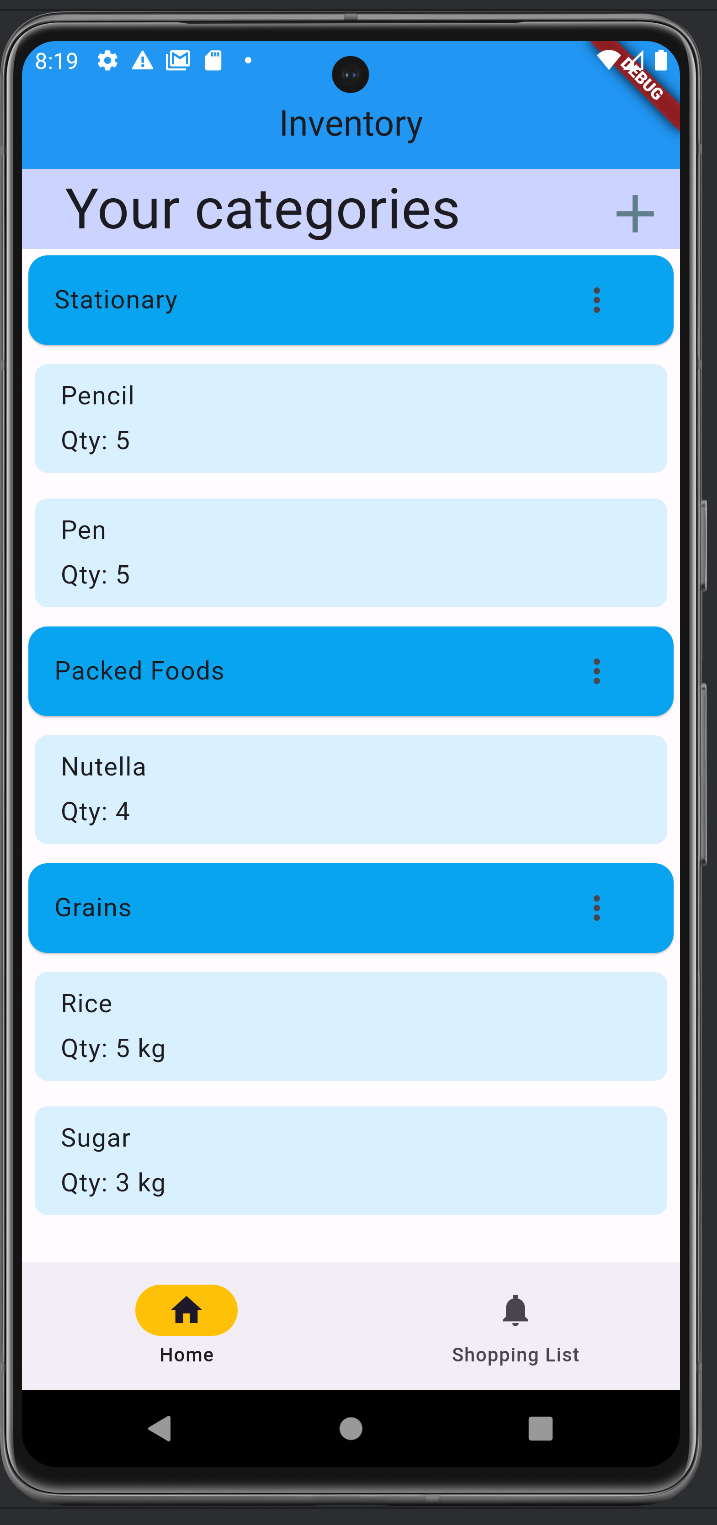 8:19
DEBUG
Inventory
Your categories
Stationary
Pencil
Qty: 5
Pen
Qty: 5
Packed Foods
Nutella
Qty: 4
Grains
Rice
Qty: 5 kg
Sugar
Qty: 3 kg
Home
Shopping List